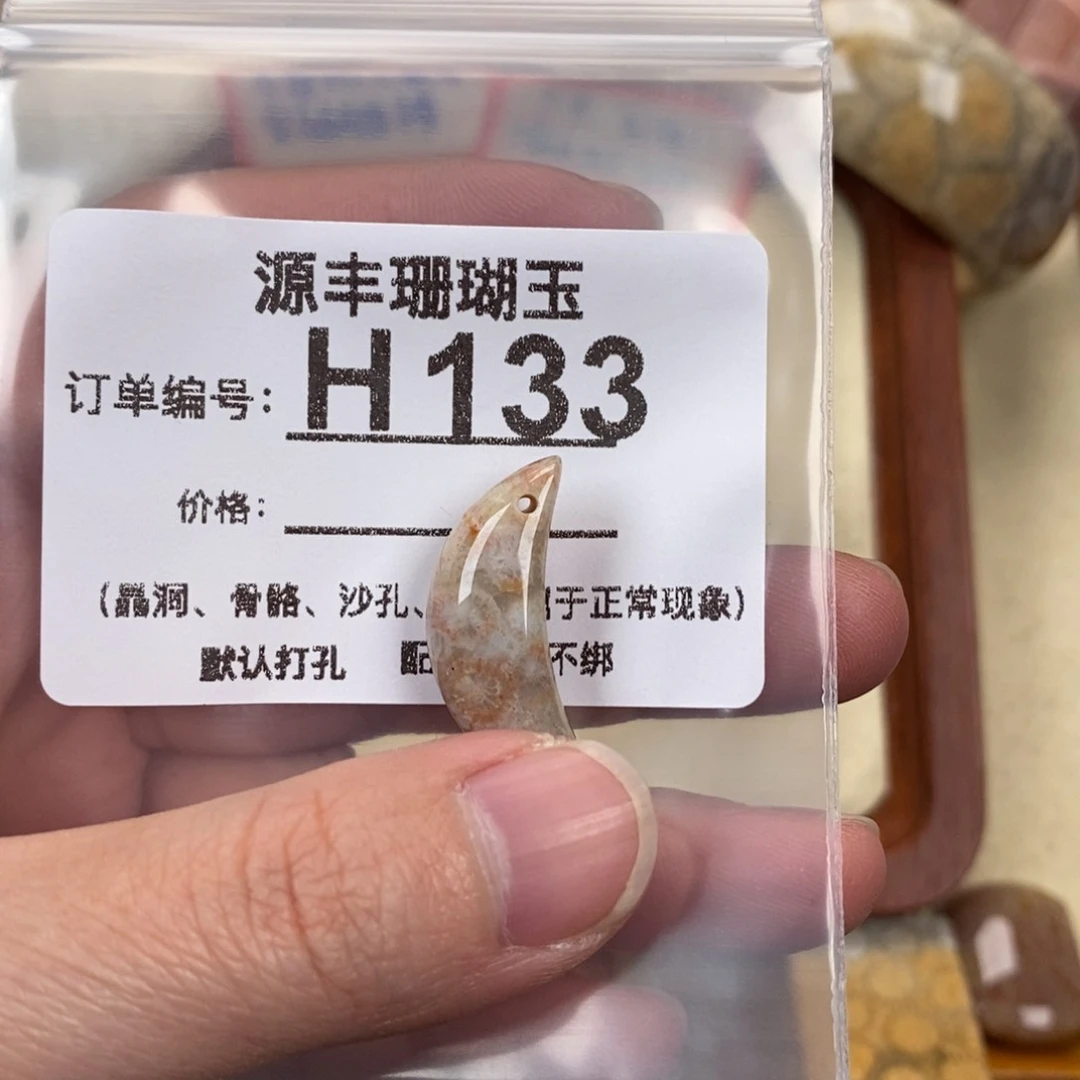 源丰珊瑚玉
订单编号: H133
价格:
(晶洞、骨骼、沙孔、 于正常现象)
默认打孔 配 不绑